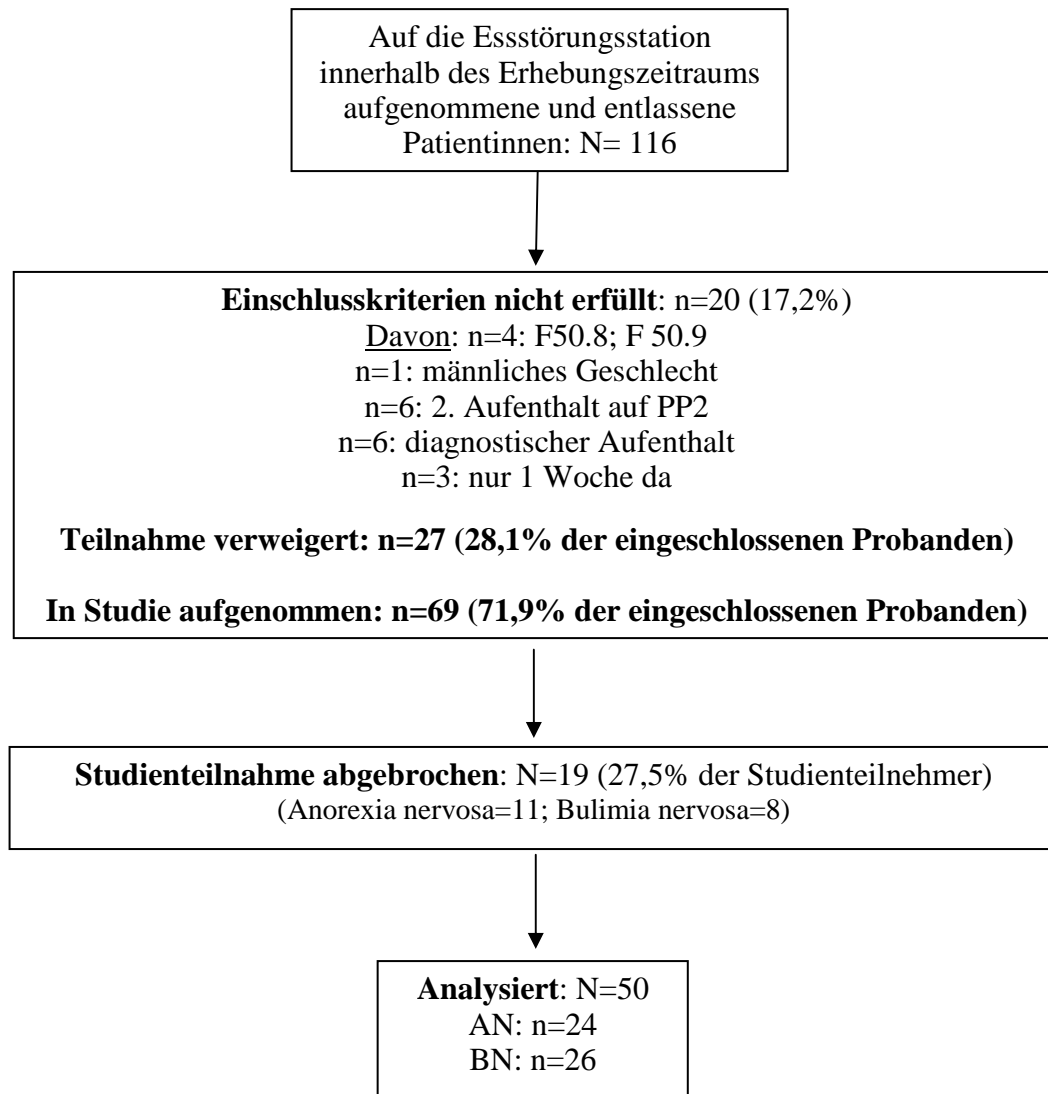 Auf die Essstörungsstation
innerhalb des Erhebungszeitraums
aufgenommene und entlassene
Patientinnen: N= 116
Einschlusskriterien nicht erfüllt: n=20 (17,2%)
Davon: n=4: F50.8; F 50.9
n=1: männliches Geschlecht
n=6: 2. Aufenthalt auf PP2
n=6: diagnostischer Aufenthalt
n=3: nur 1 Woche da
Teilnahme verweigert: n=27 (28,1% der eingeschlossenen Probanden)
In Studie aufgenommen: n=69 (71,9% der eingeschlossenen Probanden)
Studienteilnahme abgebrochen: N=19 (27,5% der Studienteilnehmer)
(Anorexia nervosa=11; Bulimia nervosa=8)
Analysiert: N=50
AN: n=24
BN: n=26